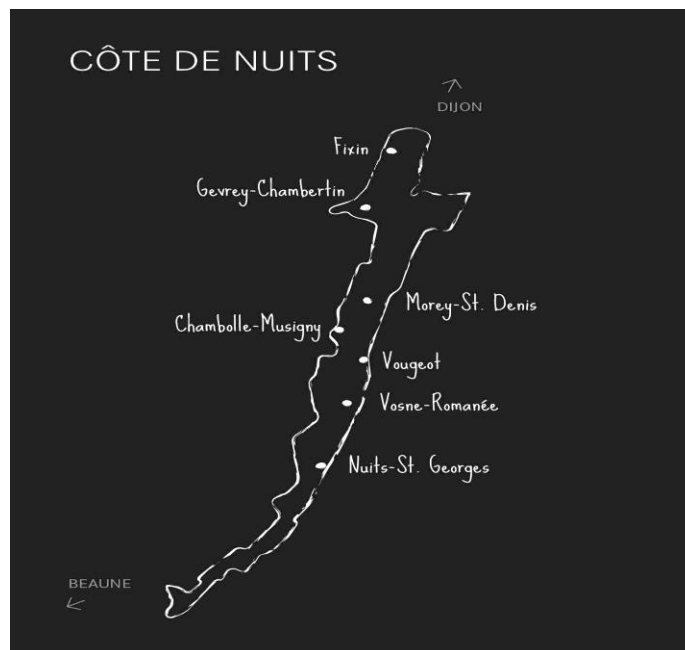 CÔTE DE NUITS
DIJON
Fixin
Gevrey-Chambertin
Morey-St. Denis
Chambolle-Musigny
Vougeot
Vosne-Romanée
Nuits-St. Georges
BEAUNE